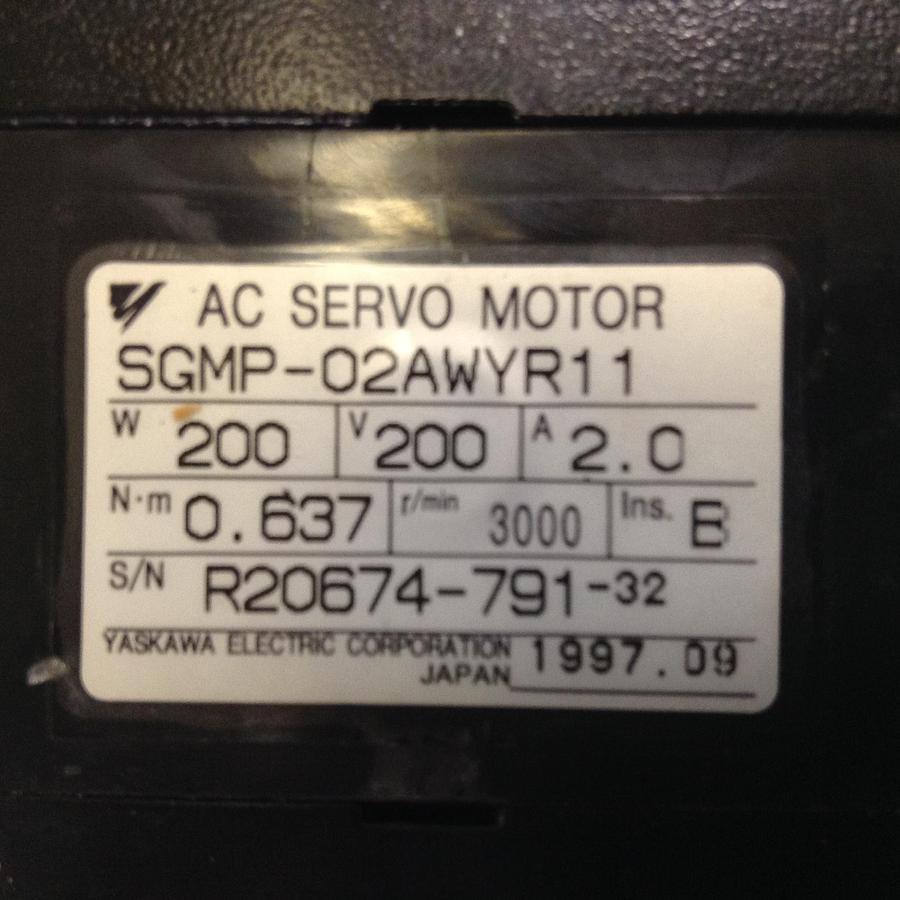 AC SERVO MOTOR
SGMP-02AWYR11
W 200 V 200 A 2.0
N·m 0.637 r/min 3000 Ins. B
S/N R20674-791-32
YASKAWA ELECTRIC CORPORATION
JAPAN 1997.09